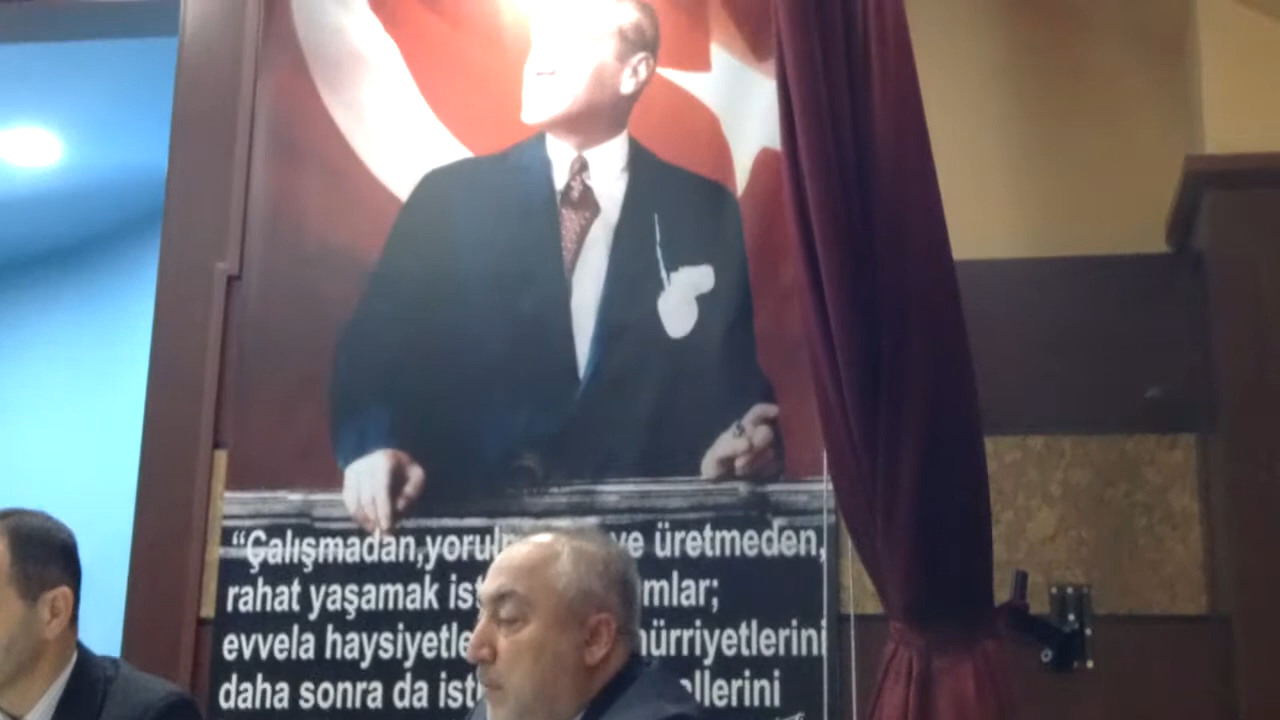 “Çalışmadan,yorul ve üretmeden,
rahat yaşamak ist mlar;
evvela haysiyetle hürriyetlerini
daha sonra da ist llerini